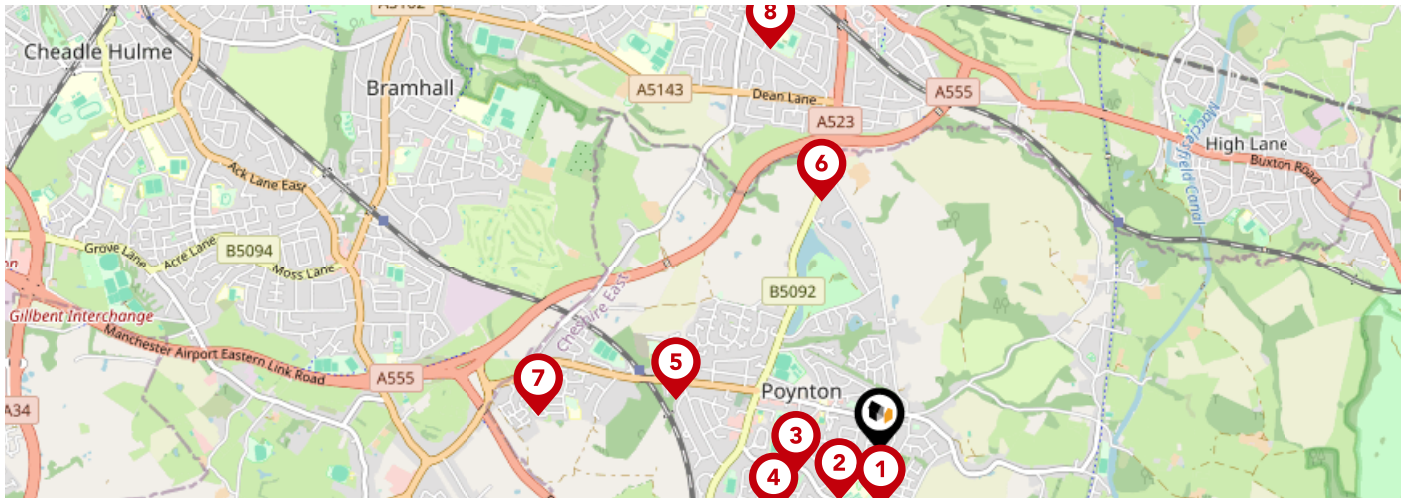 8
A5102
Cheadle Hulme
Bramhall
A5143
Dean Lane
A555
A523
Macclesfield Canal
High Lane
Buxton Road
6
Ack Lane East
B5094
Grove Lane
Acre Lane
Moss Lane
B5092
Gillbent Interchange
Cheshire East
Manchester Airport Eastern Link Road
A555
7
5
Poynton
A34
3
2
1
4